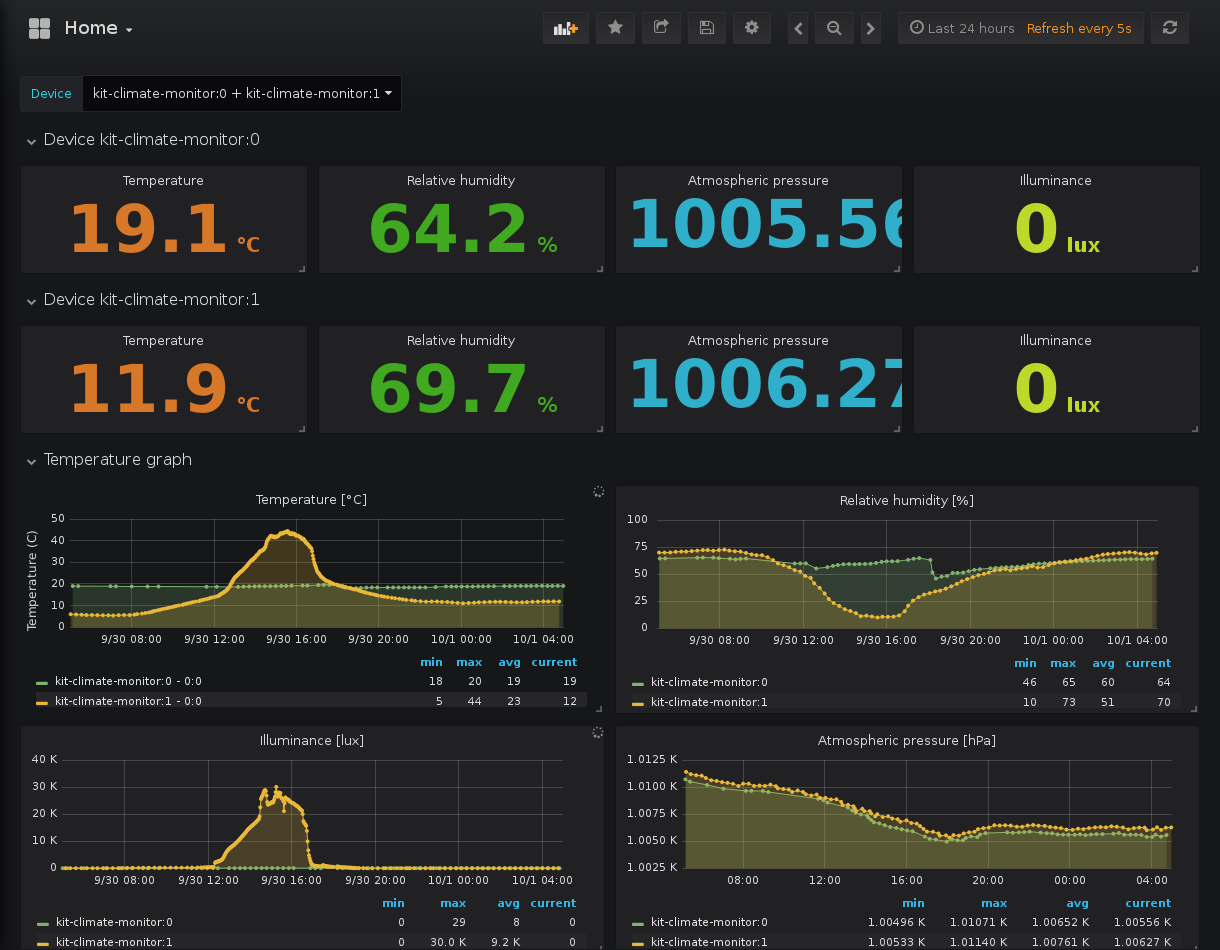 Home
Last 24 hours Refresh every 5s
Device kit-climate-monitor:0 + kit-climate-monitor:1
Device kit-climate-monitor:0
Temperature Relative humidity Atmospheric pressure Illuminance
19.1 °C 64.2 % 1005.56 0 lux
Device kit-climate-monitor:1
Temperature Relative humidity Atmospheric pressure Illuminance
11.9 °C 69.7 % 1006.27 0 lux
Temperature graph
Temperature [°C]
Temperature (C)
50
40
30
20
10
0
9/30 08:00 9/30 12:00 9/30 16:00 9/30 20:00 10/1 00:00 10/1 04:00
min max avg current
kit-climate-monitor:0 - 0:0 18 20 19 19
kit-climate-monitor:1 - 0:0 5 44 23 12
Relative humidity [%]
100
75
50
25
0
9/30 08:00 9/30 12:00 9/30 16:00 9/30 20:00 10/1 00:00 10/1 04:00
min max avg current
kit-climate-monitor:0 46 65 60 64
kit-climate-monitor:1 10 73 51 70
Illuminance [lux]
40 K
30 K
20 K
10 K
0
9/30 08:00 9/30 12:00 9/30 16:00 9/30 20:00 10/1 00:00 10/1 04:00
min max avg current
kit-climate-monitor:0 0 29 8 0
kit-climate-monitor:1 0 30.0 K 9.2 K 0
Atmospheric pressure [hPa]
1.0125 K
1.0100 K
1.0075 K
1.0050 K
1.0025 K
08:00 12:00 16:00 20:00 00:00 04:00
min max avg current
kit-climate-monitor:0 1.00496 K 1.01071 K 1.00652 K 1.00556 K
kit-climate-monitor:1 1.00533 K 1.01140 K 1.00761 K 1.00627 K